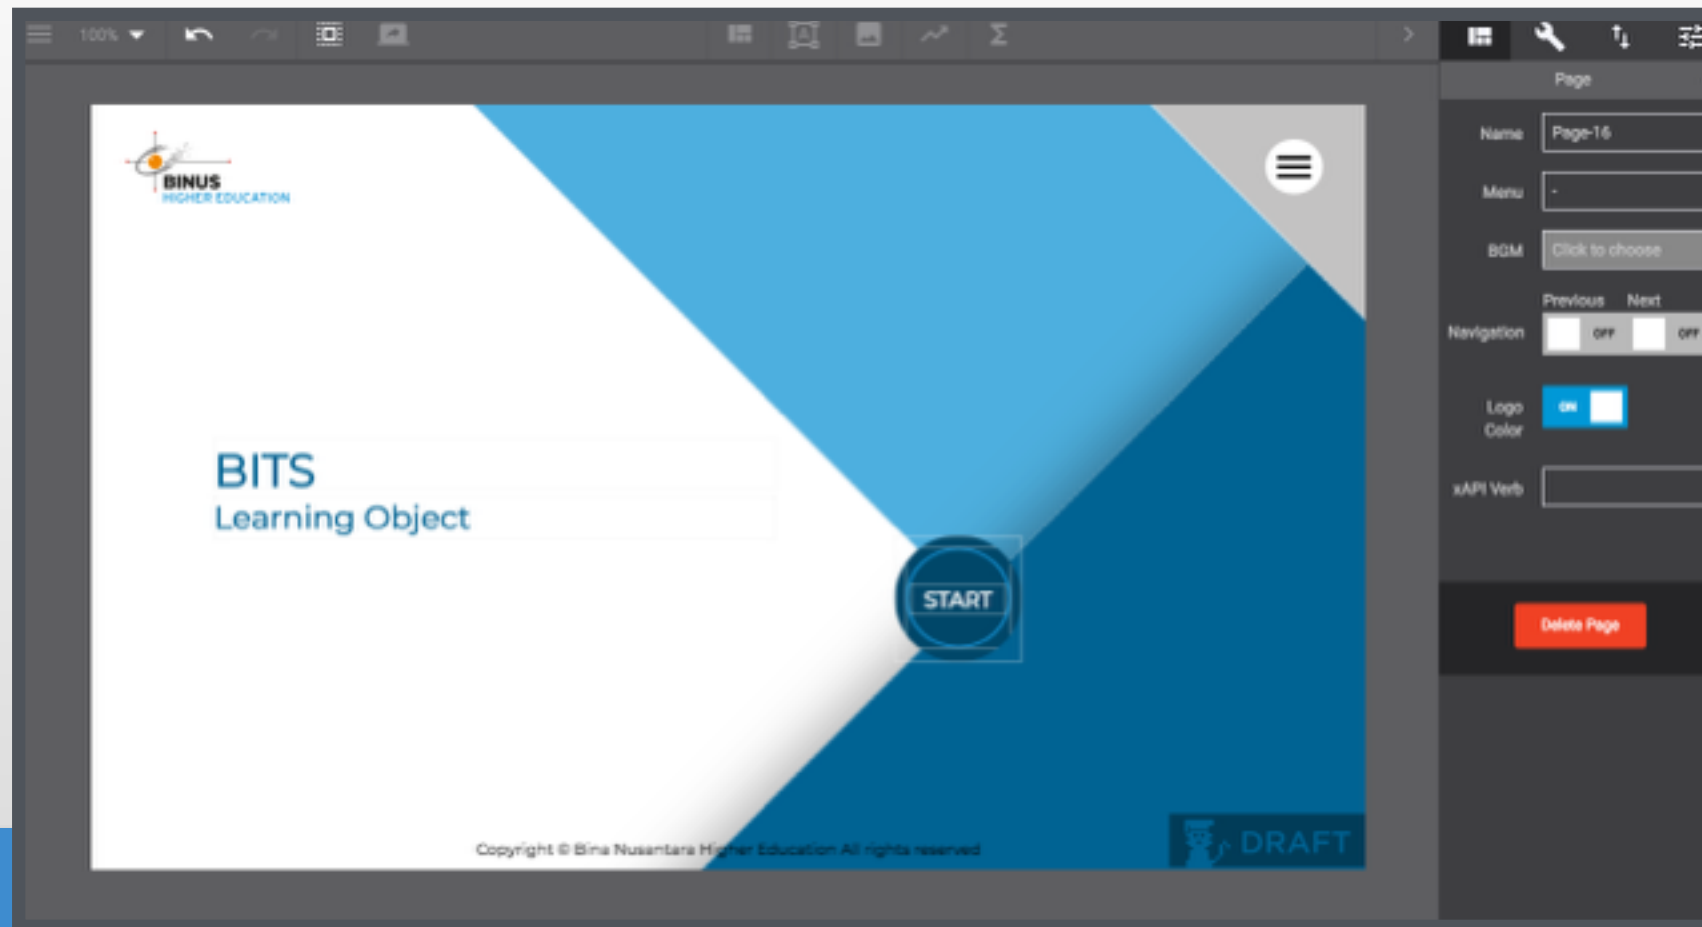 100%
BINUS
HIGHER EDUCATION
BITS
Learning Object
START
Copyright © Bina Nusantara Higher Education All rights reserved
DRAFT
Page
Name Page-16
Menu -
BGM Click to choose
Previous Next
Navigation OFF OFF
Logo ON
Color
xAPI Verb
Delete Page